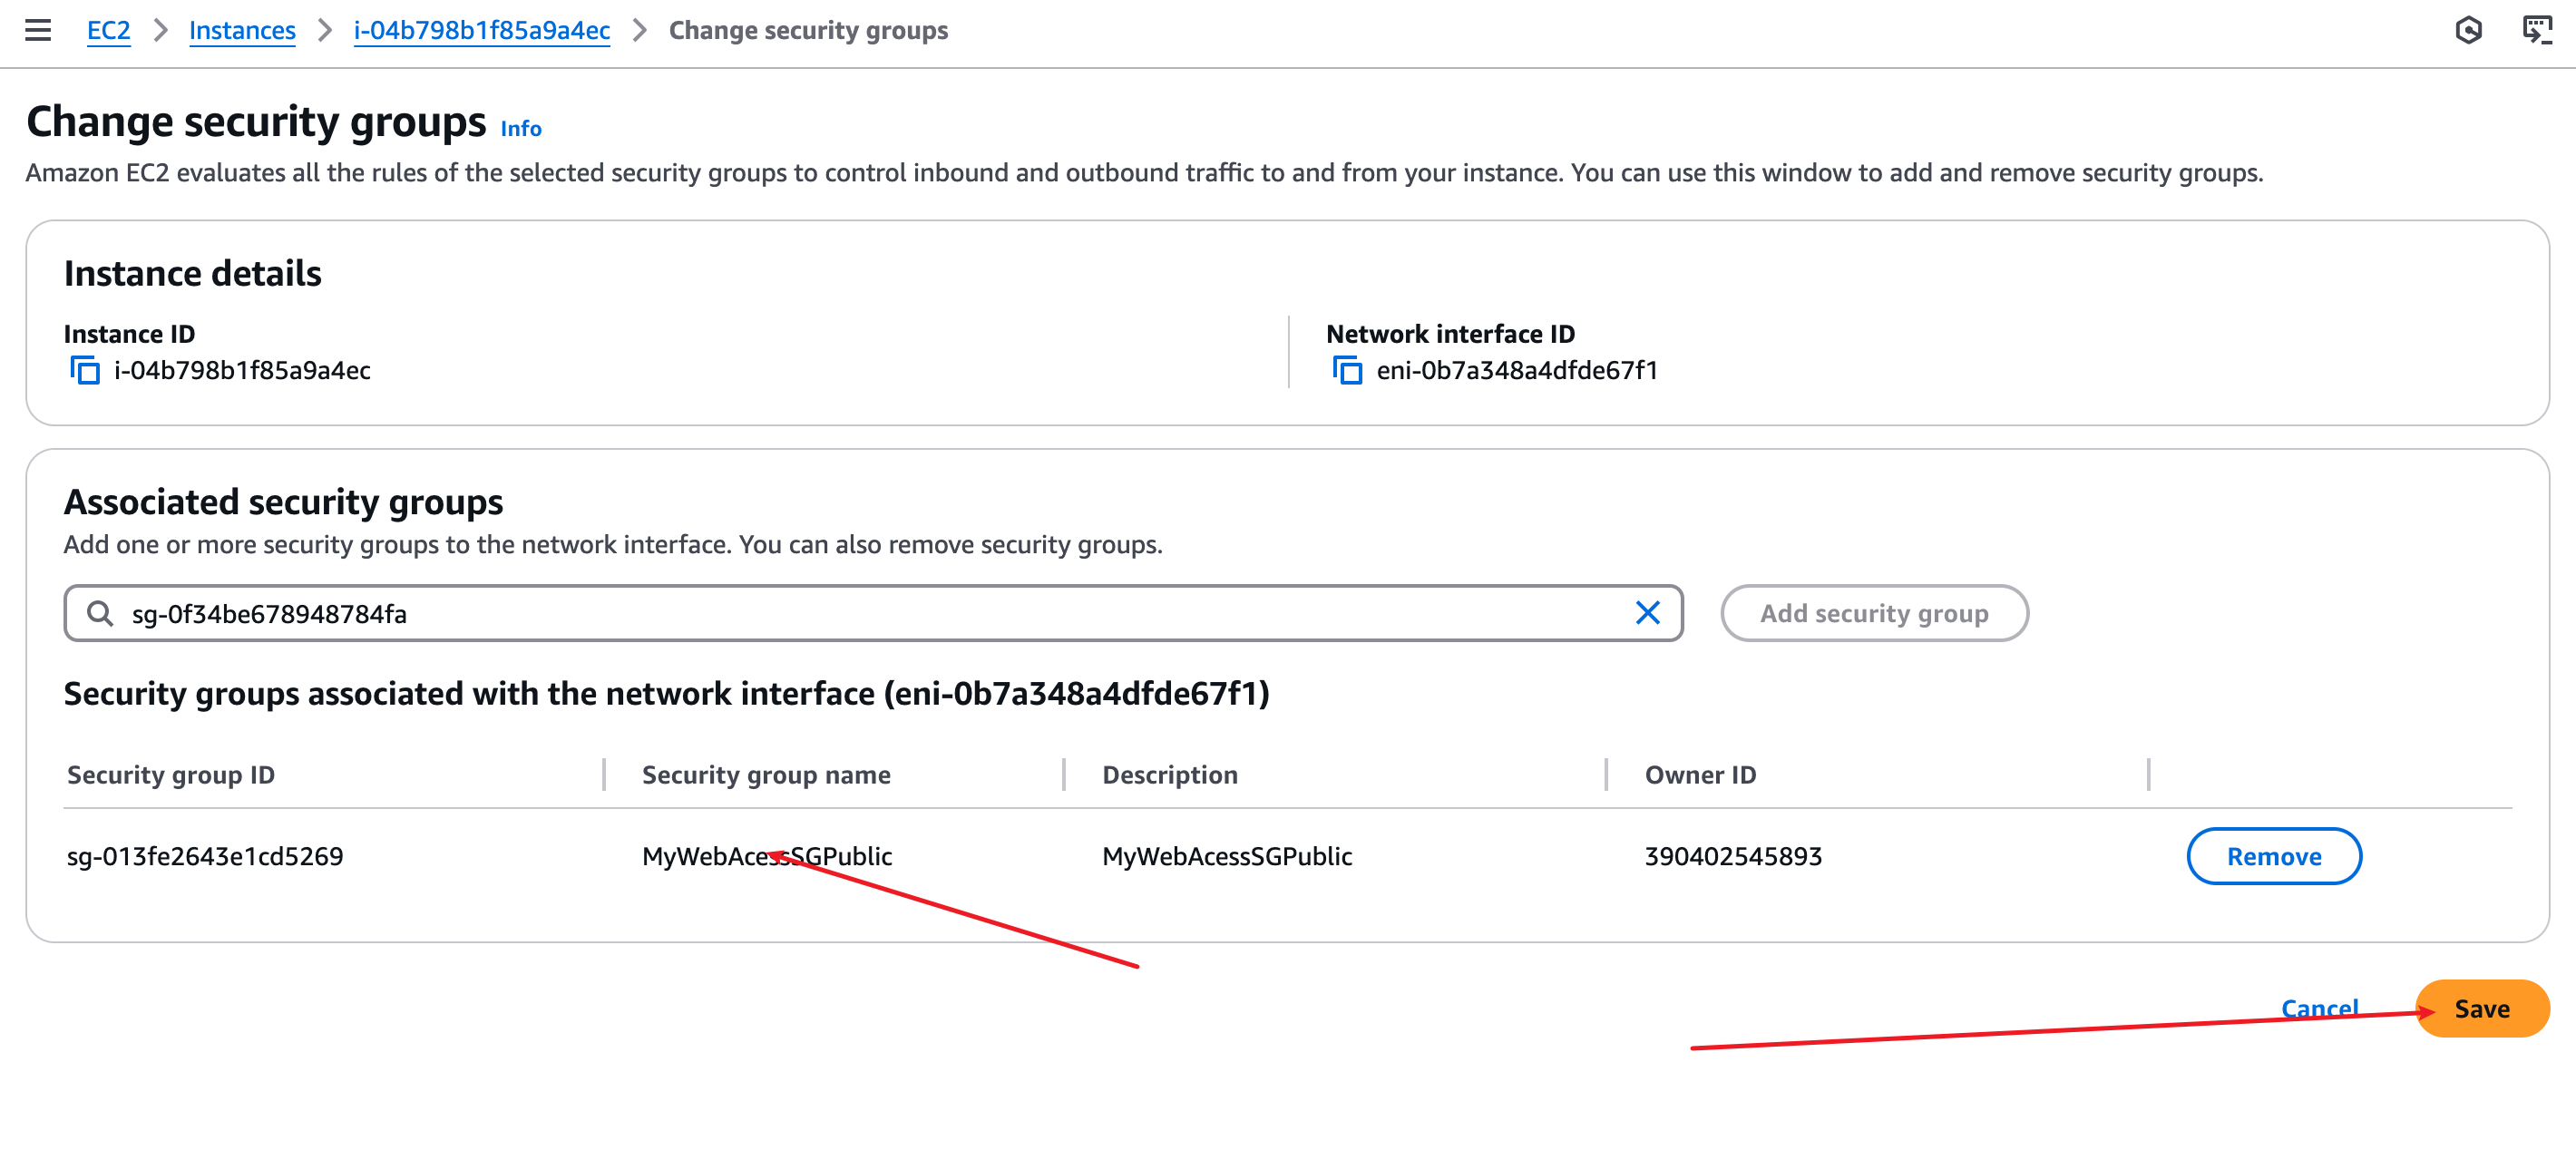 EC2 > Instances > i-04b798b1f85a9a4ec > Change security groups
Change security groups Info
Amazon EC2 evaluates all the rules of the selected security groups to control inbound and outbound traffic to and from your instance. You can use this window to add and remove security groups.
Instance details
Instance ID Network interface ID
i-04b798b1f85a9a4ec eni-0b7a348a4dfde67f1
Associated security groups
Add one or more security groups to the network interface. You can also remove security groups.
sg-0f34be678948784fa Add security group
Security groups associated with the network interface (eni-0b7a348a4dfde67f1)
Security group ID Security group name Description Owner ID
sg-013fe2643e1cd5269 MyWebAcessSGPublic MyWebAcessSGPublic 390402545893 Remove
Cancel Save